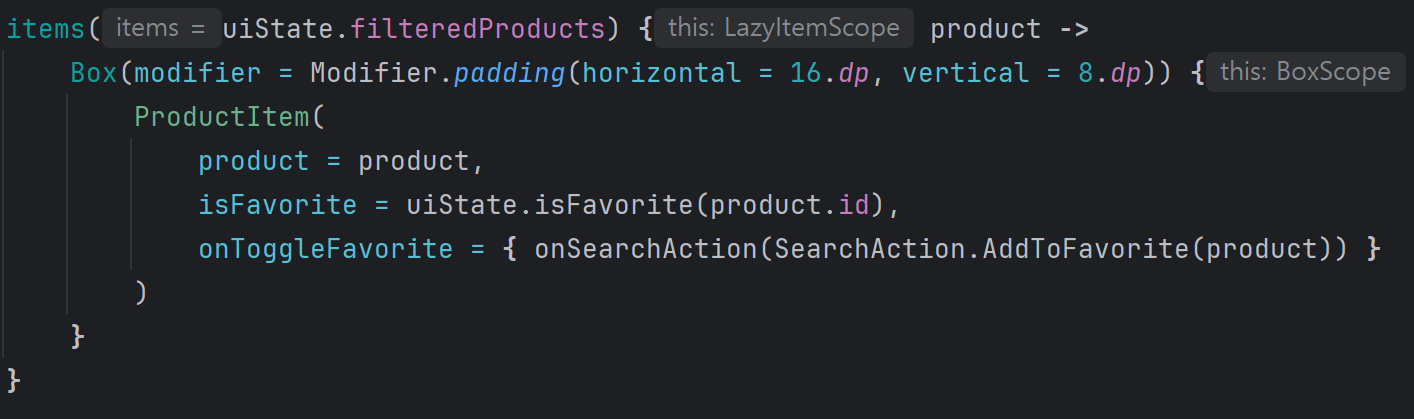 items( items = uiState.filteredProducts) { this: LazyItemScope product ->
Box(modifier = Modifier.padding(horizontal = 16.dp, vertical = 8.dp)) { this: BoxScope
ProductItem(
product = product,
isFavorite = uiState.isFavorite(product.id),
onToggleFavorite = { onSearchAction(SearchAction.AddToFavorite(product)) }
)
}
}